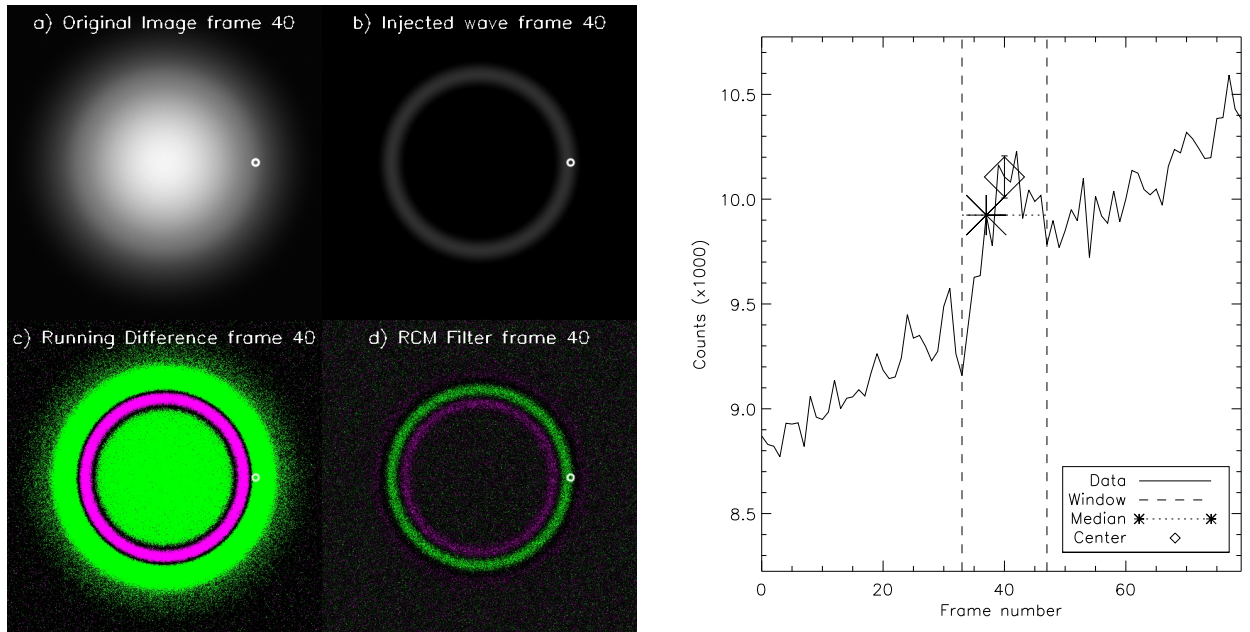 a) Original Image frame 40
b) Injected wave frame 40
c) Running Difference frame 40
d) RCM Filter frame 40
Counts (x1000)
10.5
10.0
9.5
9.0
8.5
0
20
40
60
Frame number
Data
Window
Median
Center